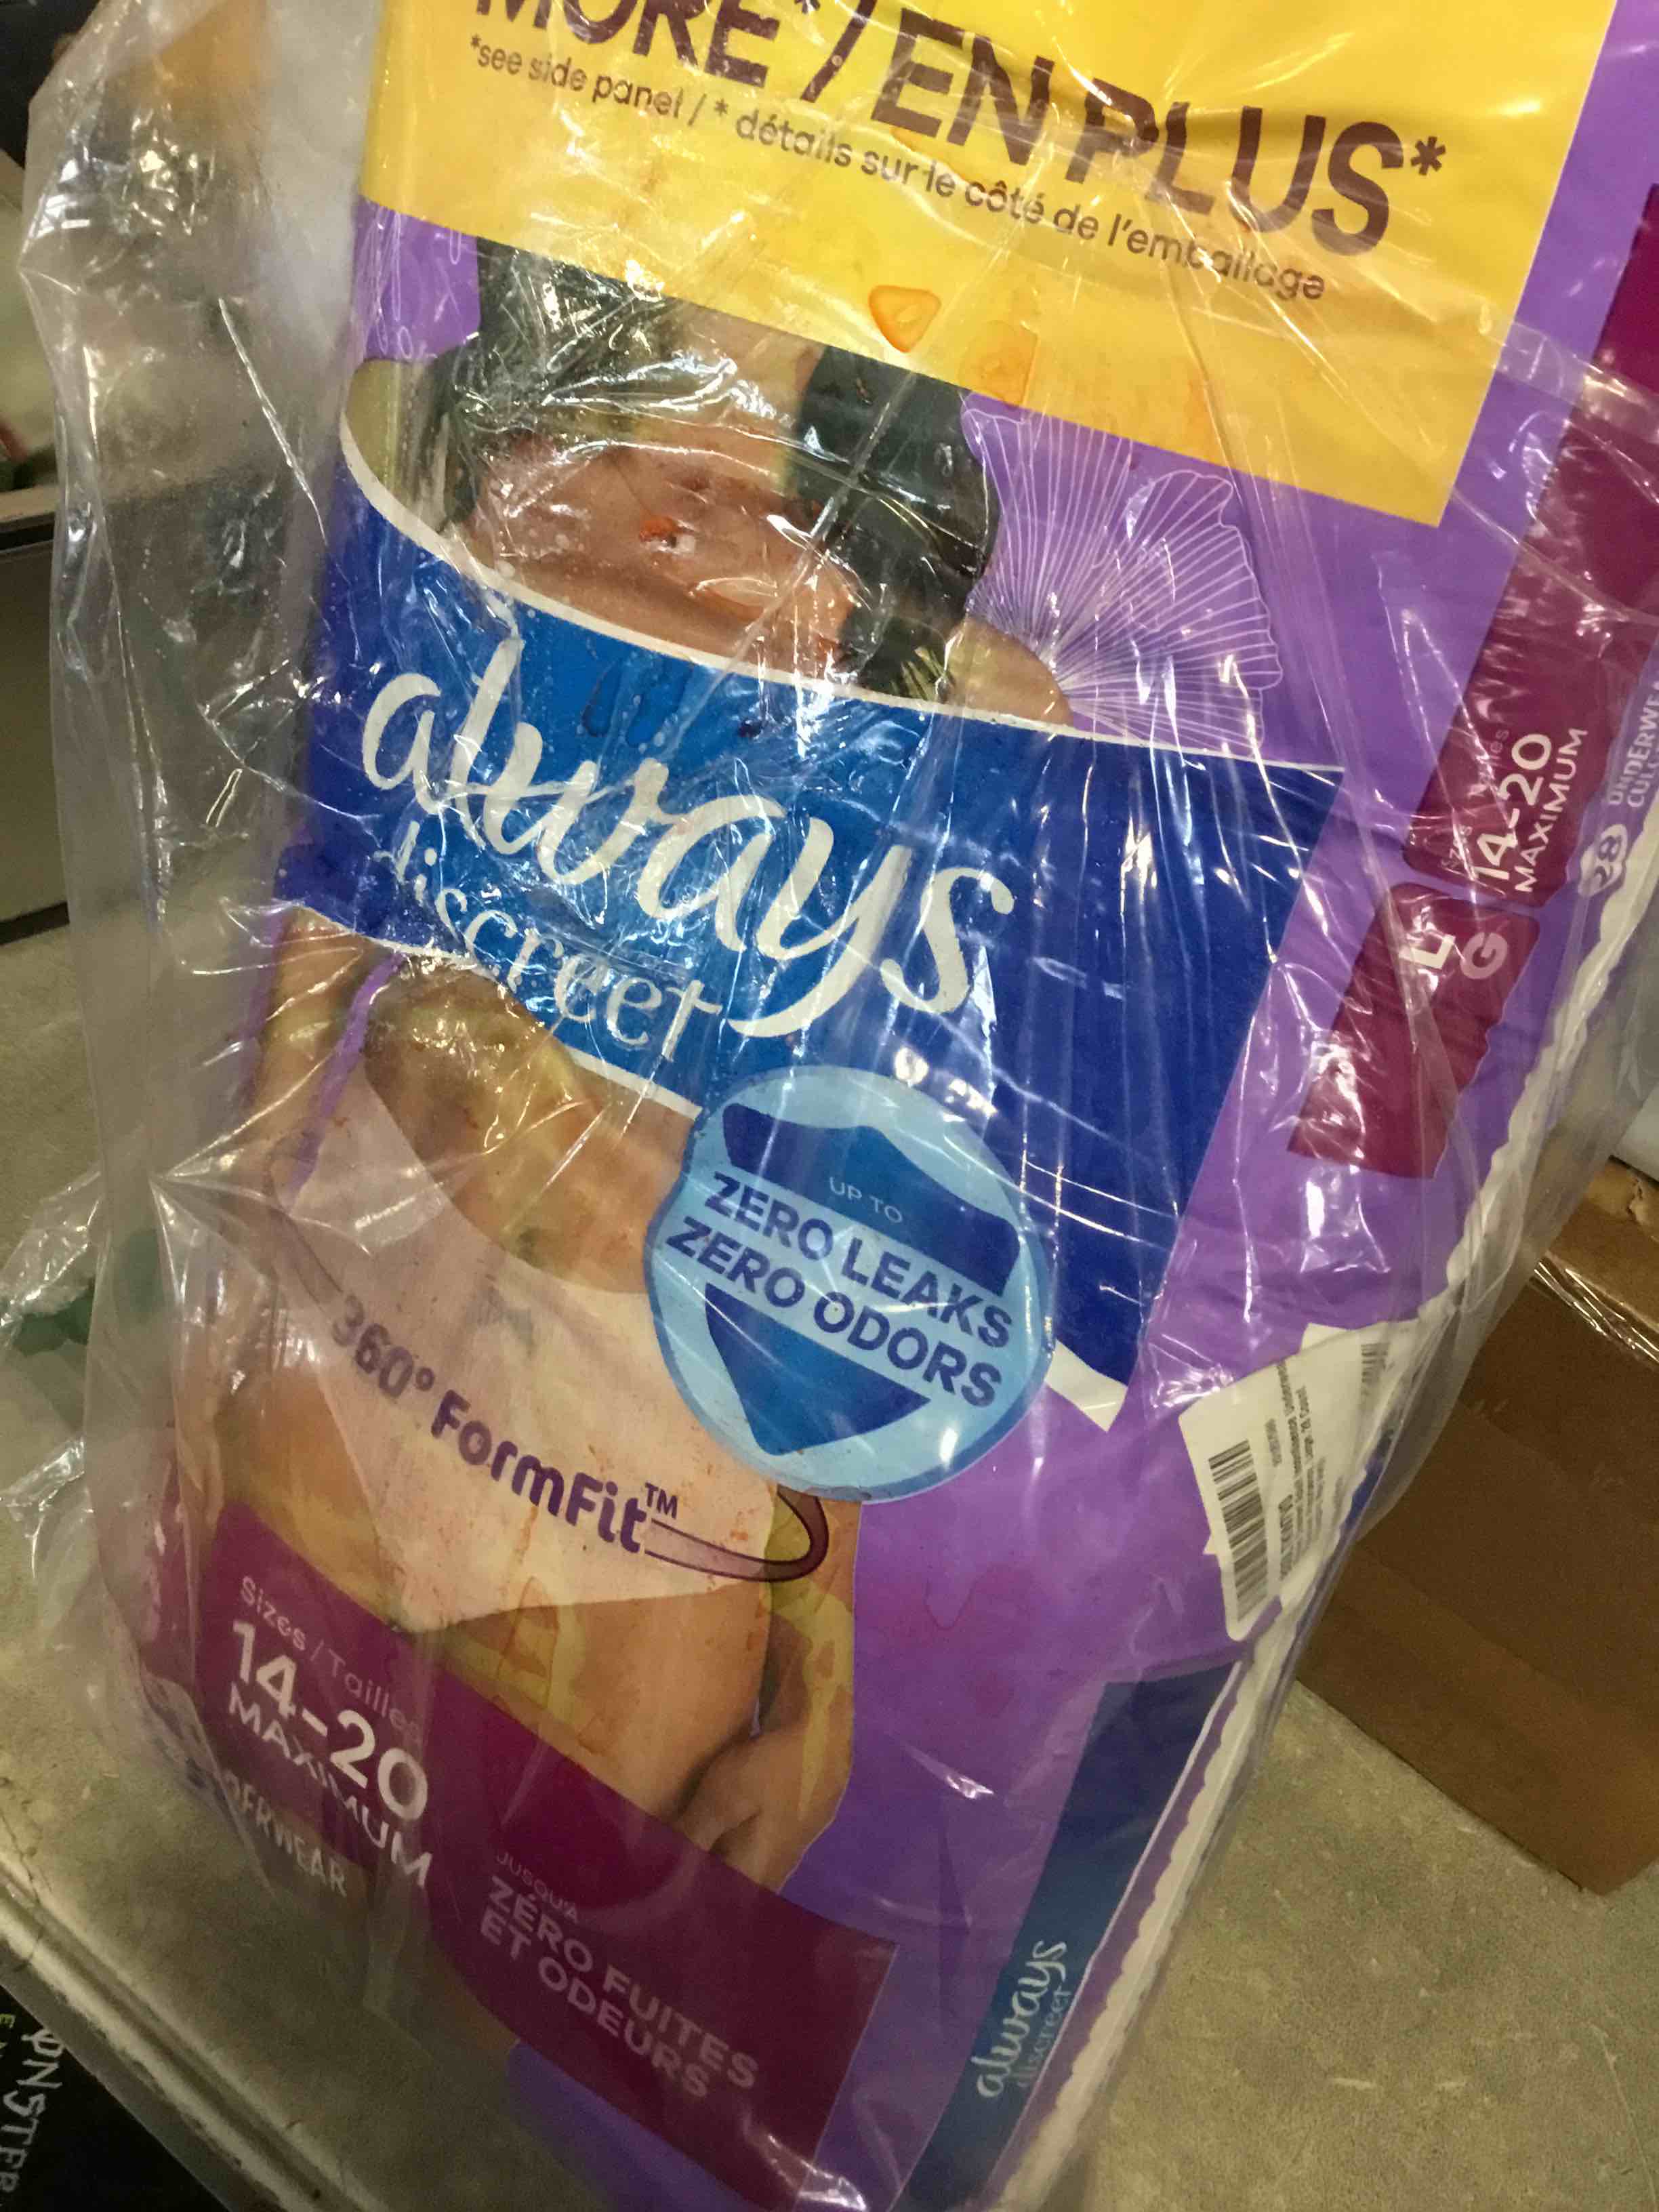 MORE* / EN PLUS*
*see side panel / * détails sur le côté de l'emballage
always
discreet
UP TO
ZERO LEAKS
ZERO ODORS
360° FormFit™
Sizes / Tailles
14-20
MAXIMUM
JUSQU'À
ZÉRO FUITES
ET ODEURS
14-20
MAXIMUM
L
G
28
always
discreet